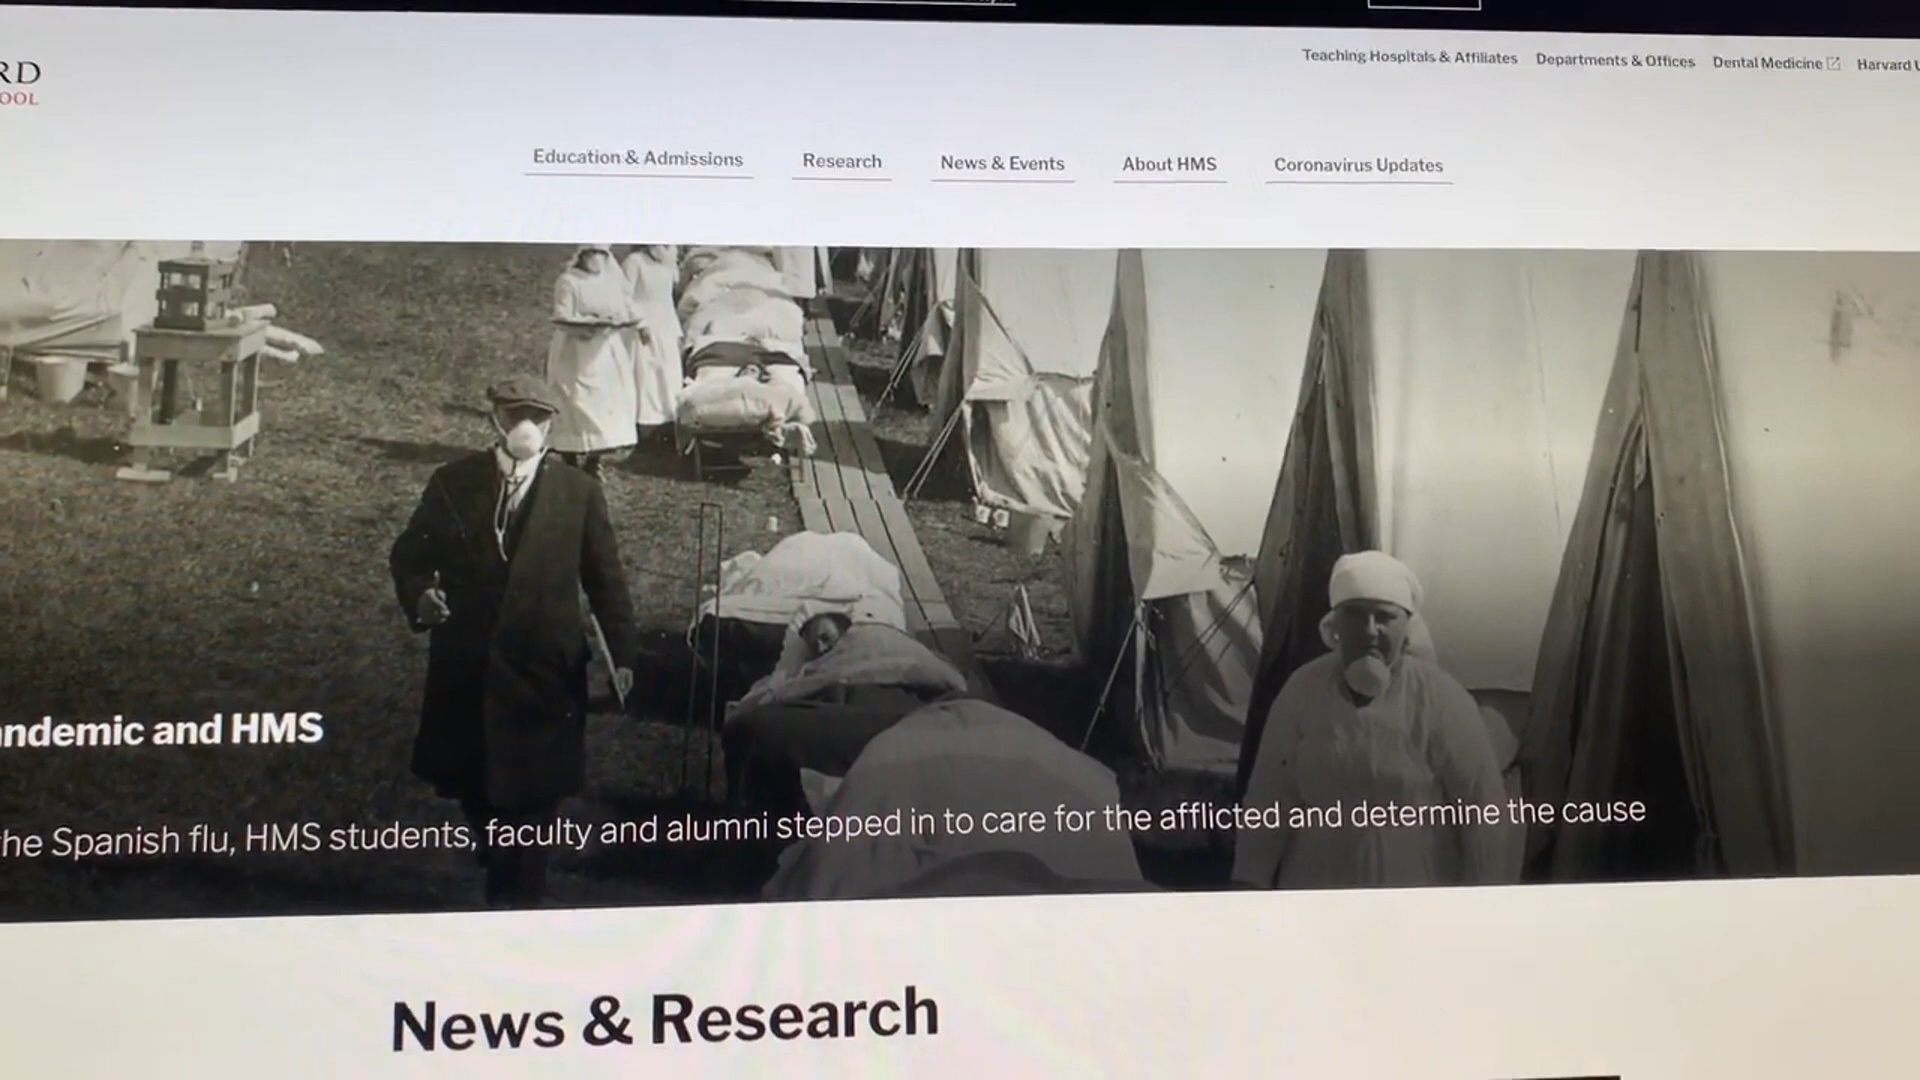 RD
OOL
Teaching Hospitals & Affiliates Departments & Offices Dental Medicine Harvard U
Education & Admissions Research News & Events About HMS Coronavirus Updates
ndemic and HMS
he Spanish flu, HMS students, faculty and alumni stepped in to care for the afflicted and determine the cause
News & Research